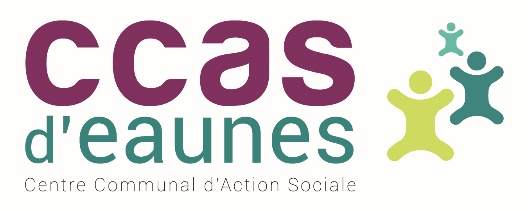 ccas
d'eaunes
Centre Communal d'Action Sociale